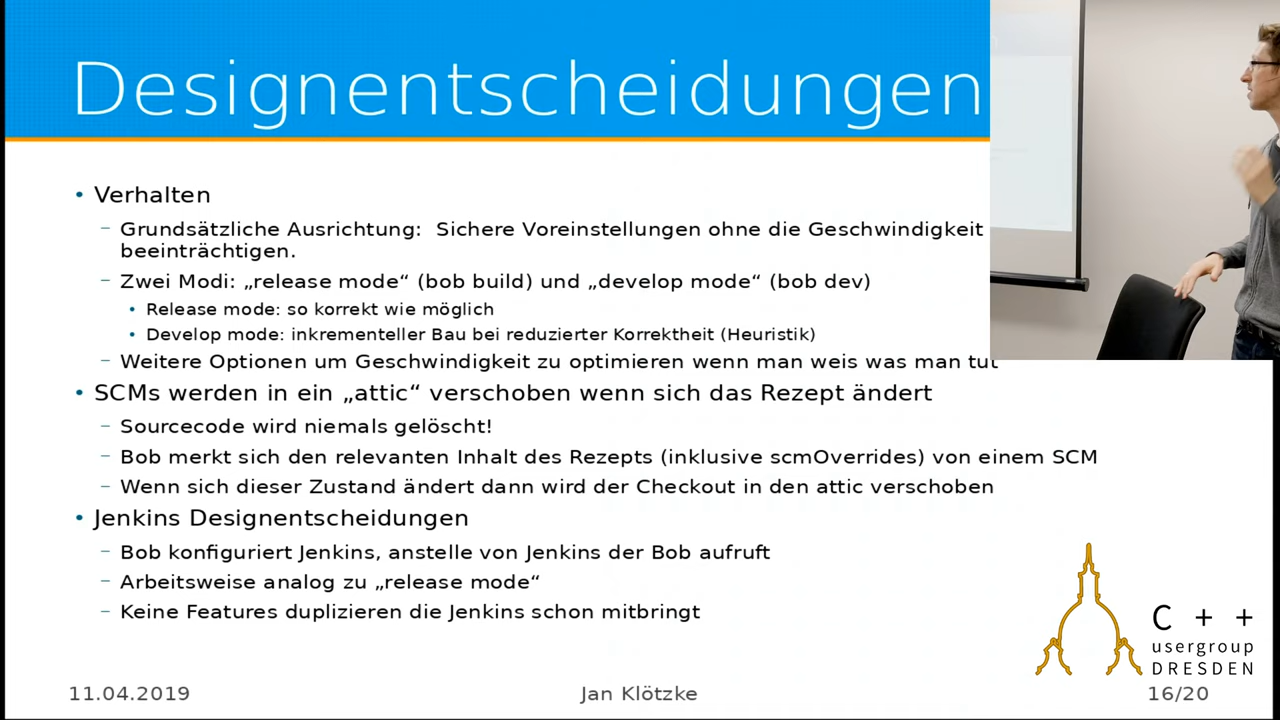 Designentscheidungen
• Verhalten
– Grundsätzliche Ausrichtung: Sichere Voreinstellungen ohne die Geschwindigkeit
beeinträchtigen.
– Zwei Modi: „release mode“ (bob build) und „develop mode“ (bob dev)
• Release mode: so korrekt wie möglich
• Develop mode: inkrementeller Bau bei reduzierter Korrektheit (Heuristik)
– Weitere Optionen um Geschwindigkeit zu optimieren wenn man weis was man tut
• SCMs werden in ein „attic“ verschoben wenn sich das Rezept ändert
– Sourcecode wird niemals gelöscht!
– Bob merkt sich den relevanten Inhalt des Rezepts (inklusive scmOverrides) von einem SCM
– Wenn sich dieser Zustand ändert dann wird der Checkout in den attic verschoben
• Jenkins Designentscheidungen
– Bob konfiguriert Jenkins, anstelle von Jenkins der Bob aufruft
– Arbeitsweise analog zu „release mode“
– Keine Features duplizieren die Jenkins schon mitbringt
C + +
usergroup
DRESDEN
11.04.2019
Jan Klötzke
16/20